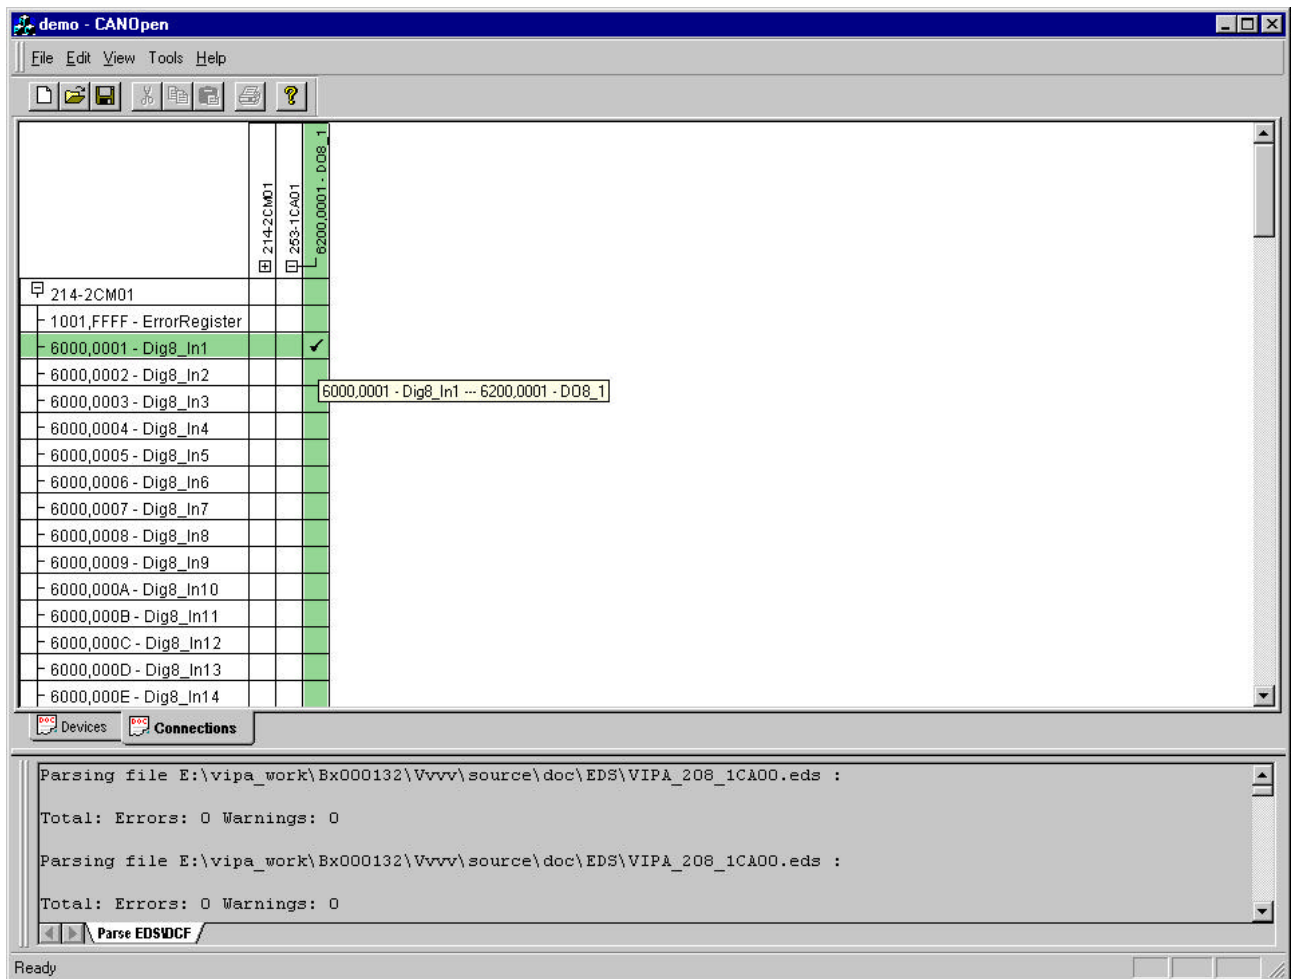 demo - CANOpen
File Edit View Tools Help
214-2CM01
253-1CA01
6200,0001 - DO8_1
214-2CM01
1001,FFFF - ErrorRegister
6000,0001 - Dig8_In1
6000,0002 - Dig8_In2
6000,0001 - Dig8_In1 --- 6200,0001 - DO8_1
6000,0003 - Dig8_In3
6000,0004 - Dig8_In4
6000,0005 - Dig8_In5
6000,0006 - Dig8_In6
6000,0007 - Dig8_In7
6000,0008 - Dig8_In8
6000,0009 - Dig8_In9
6000,000A - Dig8_In10
6000,000B - Dig8_In11
6000,000C - Dig8_In12
6000,000D - Dig8_In13
6000,000E - Dig8_In14
Devices Connections
Parsing file E:\vipa_work\Bx000132\Vvvv\source\doc\EDS\VIPA_208_1CA00.eds :
Total: Errors: 0 Warnings: 0
Parsing file E:\vipa_work\Bx000132\Vvvv\source\doc\EDS\VIPA_208_1CA00.eds :
Total: Errors: 0 Warnings: 0
Parse EDS\DCF
Ready